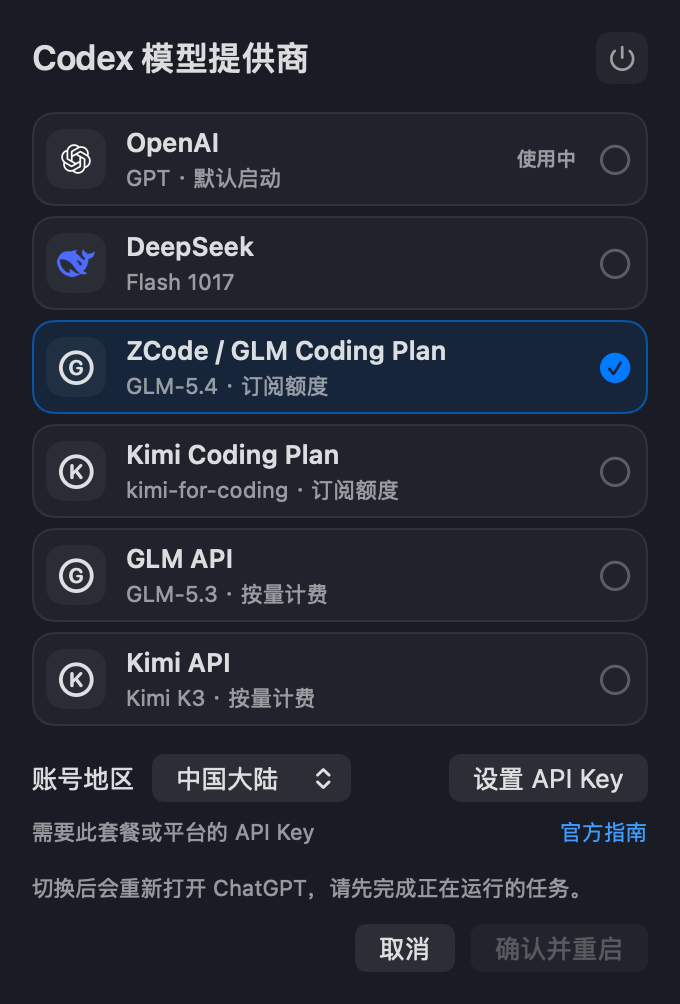 Codex 模型提供商
OpenAI
GPT · 默认启动
使用中
DeepSeek
Flash 1017
G
ZCode / GLM Coding Plan
GLM-5.4 · 订阅额度
K
Kimi Coding Plan
kimi-for-coding · 订阅额度
G
GLM API
GLM-5.3 · 按量计费
K
Kimi API
Kimi K3 · 按量计费
账号地区
中国大陆
设置 API Key
需要此套餐或平台的 API Key
官方指南
切换后会重新打开 ChatGPT，请先完成正在运行的任务。
取消
确认并重启